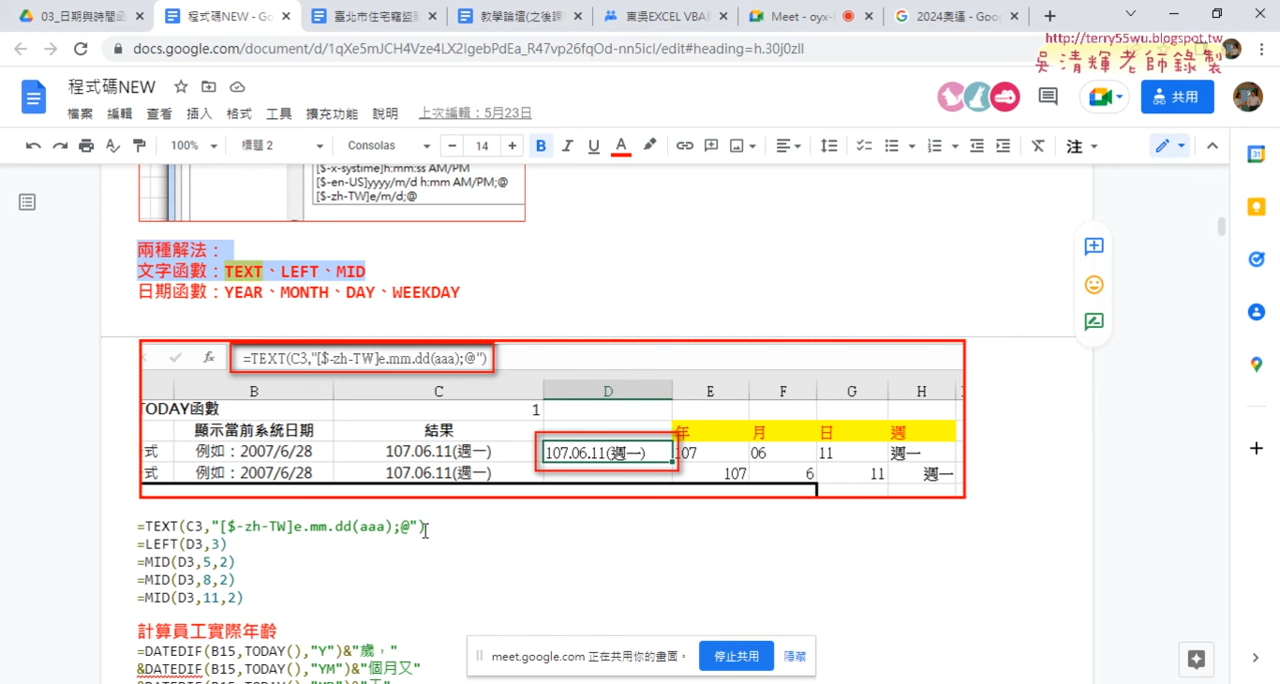 03_日期與時間函
程式碼NEW - Go
臺北市住宅竊盜
教學論壇(之後課
東吳EXCEL VBA
Meet - oyx-
2024奧運 - Goo
docs.google.com/document/d/1qXe5mJCH4Vze4LX2IgebPdEa_R47vp26fqOd-nn5icI/edit#heading=h.30j0zll
http://terry55wu.blogspot.tw
吳清輝老師錄製
程式碼NEW
檔案 編輯 查看 插入 格式 工具 擴充功能 說明 上次編輯：5月23日
共用
100% 標題 2 Consolas 14 B I U A 注
[$-x-systime]h:mm:ss AM/PM
[$-en-US]yyyy/m/d h:mm AM/PM;@
[$-zh-TW]e/m/d;@
兩種解法：
文字函數：TEXT、LEFT、MID
日期函數：YEAR、MONTH、DAY、WEEKDAY
fx =TEXT(C3,"[$-zh-TW]e.mm.dd(aaa);@")
B C D E F G H
TODAY函數 1
顯示當前系統日期 結果 年 月 日 週
式 例如：2007/6/28 107.06.11(週一) 107.06.11(週一) 107 06 11 週一
式 例如：2007/6/28 107.06.11(週一) 107 6 11 週一
=TEXT(C3,"[$-zh-TW]e.mm.dd(aaa);@")
=LEFT(D3,3)
=MID(D3,5,2)
=MID(D3,8,2)
=MID(D3,11,2)
計算員工實際年齡
=DATEDIF(B15,TODAY(),"Y")&"歲，"
&DATEDIF(B15,TODAY(),"YM")&"個月又"
meet.google.com 正在共用你的畫面。 停止共用 隱藏